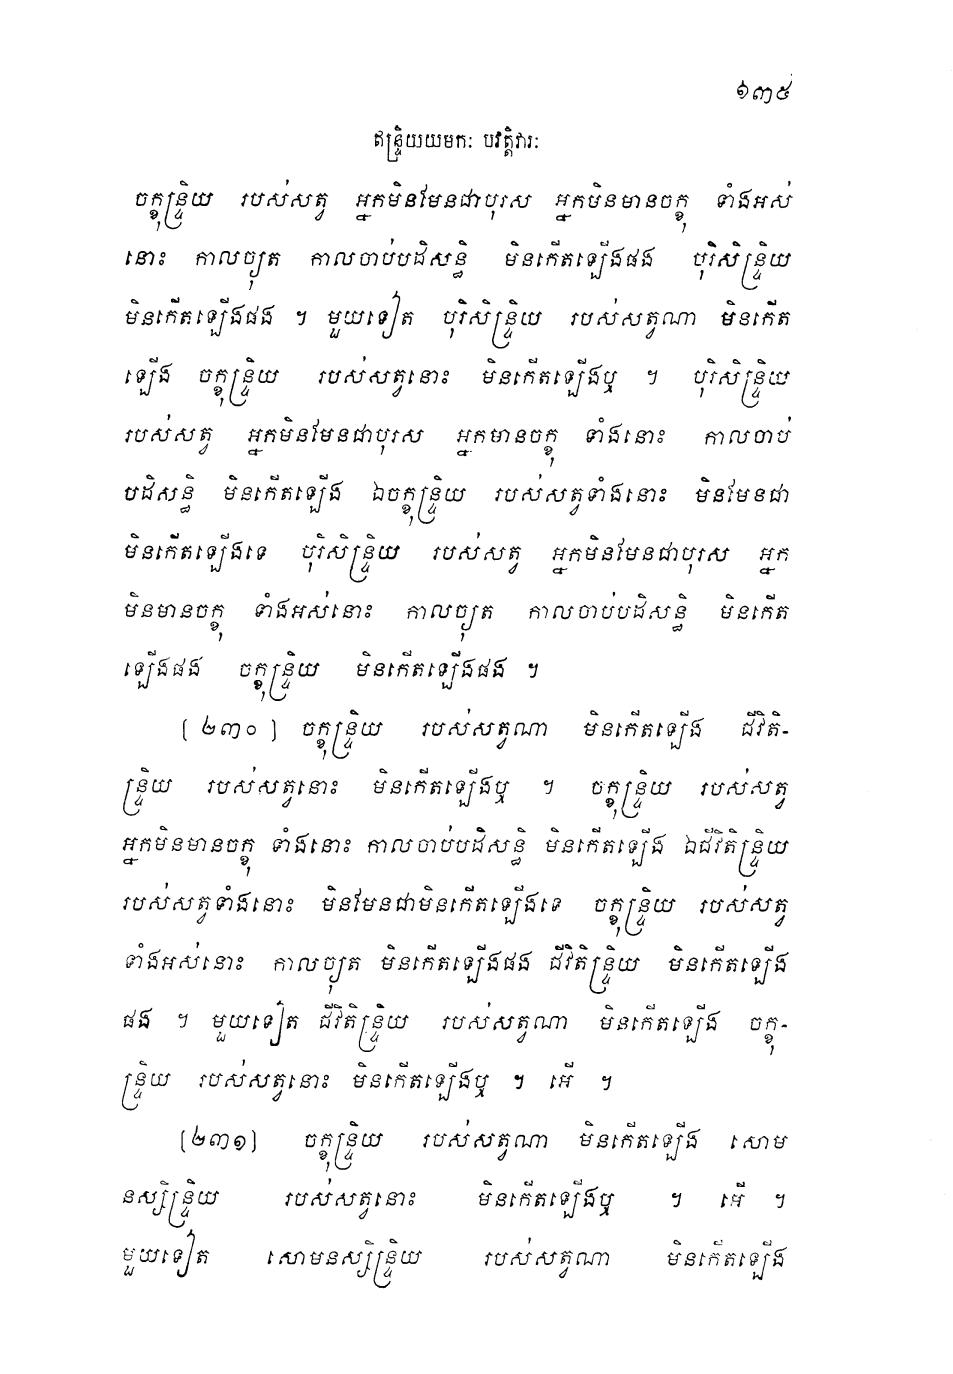 ១៣៥
ឥន្ទ្រិយយមកៈ បវត្តិវារៈ
ចក្ខុន្ទ្រិយ របស់សត្វ អ្នកមិនមែនជាបុរស អ្នកមិនមានចក្ខុ ទាំងអស់
នោះ កាលច្យុត កាលចាប់បដិសន្ធិ មិនកើតឡើងផង បុរិសិន្ទ្រិយ
មិនកើតឡើងផង ។ មួយទៀត បុរិសិន្ទ្រិយ របស់សត្វណា មិនកើត
ឡើង ចក្ខុន្ទ្រិយ របស់សត្វនោះ មិនកើតឡើងឬ ។ បុរិសិន្ទ្រិយ
របស់សត្វ អ្នកមិនមែនជាបុរស អ្នកមានចក្ខុ ទាំងនោះ កាលចាប់
បដិសន្ធិ មិនកើតឡើង ឯចក្ខុន្ទ្រិយ របស់សត្វទាំងនោះ មិនមែនជា
មិនកើតឡើងទេ បុរិសិន្ទ្រិយ របស់សត្វ អ្នកមិនមែនជាបុរស អ្នក
មិនមានចក្ខុ ទាំងអស់នោះ កាលច្យុត កាលចាប់បដិសន្ធិ មិនកើត
ឡើងផង ចក្ខុន្ទ្រិយ មិនកើតឡើងផង ។
[ ២៣០ ] ចក្ខុន្ទ្រិយ របស់សត្វណា មិនកើតឡើង ជីវិតិ-
ន្ទ្រិយ របស់សត្វនោះ មិនកើតឡើងឬ ។ ចក្ខុន្ទ្រិយ របស់សត្វ
អ្នកមិនមានចក្ខុ ទាំងនោះ កាលចាប់បដិសន្ធិ មិនកើតឡើង ឯជីវិតិន្ទ្រិយ
របស់សត្វទាំងនោះ មិនមែនជាមិនកើតឡើងទេ ចក្ខុន្ទ្រិយ របស់សត្វ
ទាំងអស់នោះ កាលច្យុត មិនកើតឡើងផង ជីវិតិន្ទ្រិយ មិនកើតឡើង
ផង ។ មួយទៀត ជីវិតិន្ទ្រិយ របស់សត្វណា មិនកើតឡើង ចក្ខុ-
ន្ទ្រិយ របស់សត្វនោះ មិនកើតឡើងឬ ។ អើ ។
[២៣១] ចក្ខុន្ទ្រិយ របស់សត្វណា មិនកើតឡើង សោម
នស្សិន្ទ្រិយ របស់សត្វនោះ មិនកើតឡើងឬ ។ អើ ។
មួយទៀត សោមនស្សិន្ទ្រិយ របស់សត្វណា មិនកើតឡើង